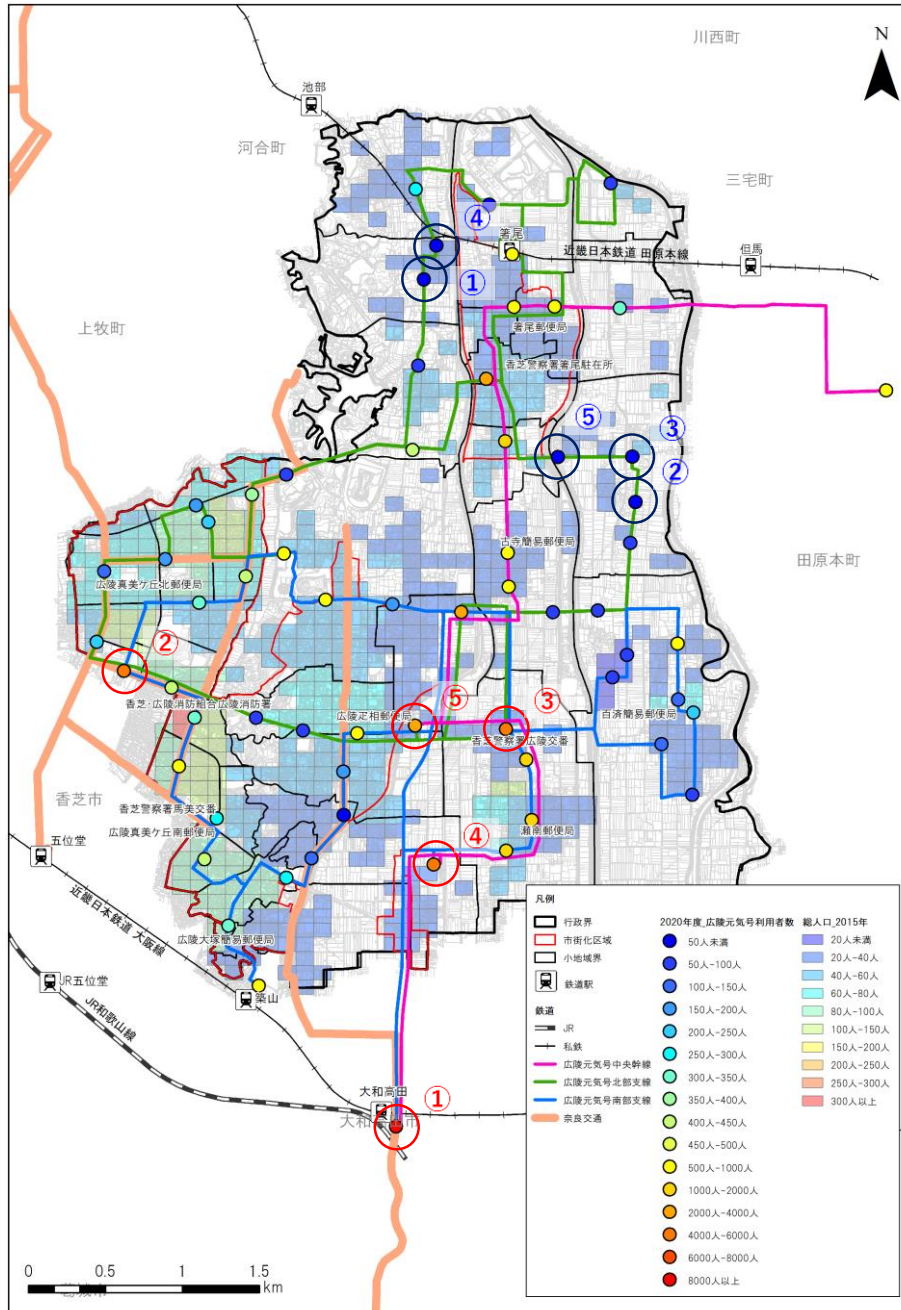 川西町
N
池部
河合町
三宅町
④
箸尾
近畿日本鉄道 田原本線
但馬
①
箸尾郵便局
上牧町
香芝警察署箸尾駐在所
⑤
③
②
古寺簡易郵便局
田原本町
広陵真美ケ丘北郵便局
②
香芝・広陵消防組合広陵消防署
広陵疋相郵便局
⑤
③
百済簡易郵便局
香芝警察署広陵交番
香芝市
香芝警察署馬美交番
広陵真美ケ丘南郵便局
瀬南郵便局
④
五位堂
近畿日本鉄道 大阪線
広陵大塚簡易郵便局
JR五位堂
築山
JR和歌山線
大和高田
①
凡例
行政界
市街化区域
小地域界
鉄道駅
鉄道
JR
私鉄
広陵元気号中央幹線
広陵元気号北部支線
広陵元気号南部支線
奈良交通
2020年度_広陵元気号利用者数
50人未満
50人-100人
100人-150人
150人-200人
200人-250人
250人-300人
300人-350人
350人-400人
400人-450人
450人-500人
500人-1000人
1000人-2000人
2000人-4000人
4000人-6000人
6000人-8000人
8000人以上
総人口_2015年
20人未満
20人-40人
40人-60人
60人-80人
80人-100人
100人-150人
150人-200人
200人-250人
250人-300人
300人以上
0 0.5 1 1.5
km